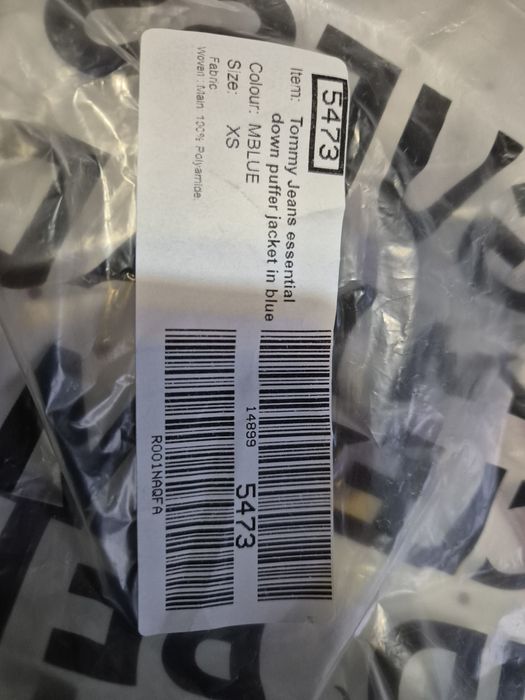 5473
Item: Tommy Jeans essential
down puffer jacket in blue
Colour: MBLUE
Size: XS
Fabric
Woven : Main: 100% Polyamide.
14899 5473
R001NAQFA